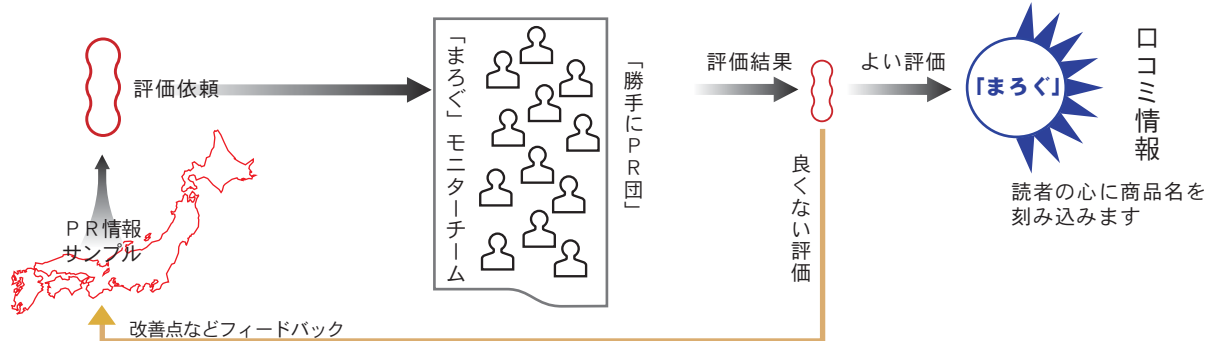 評価依頼
ＰＲ情報
サンプル
「まろぐ」モニターチーム
「勝手にＰＲ団」
評価結果
よい評価
「まろぐ」
口コミ情報
読者の心に商品名を
刻み込みます
良くない評価
改善点などフィードバック